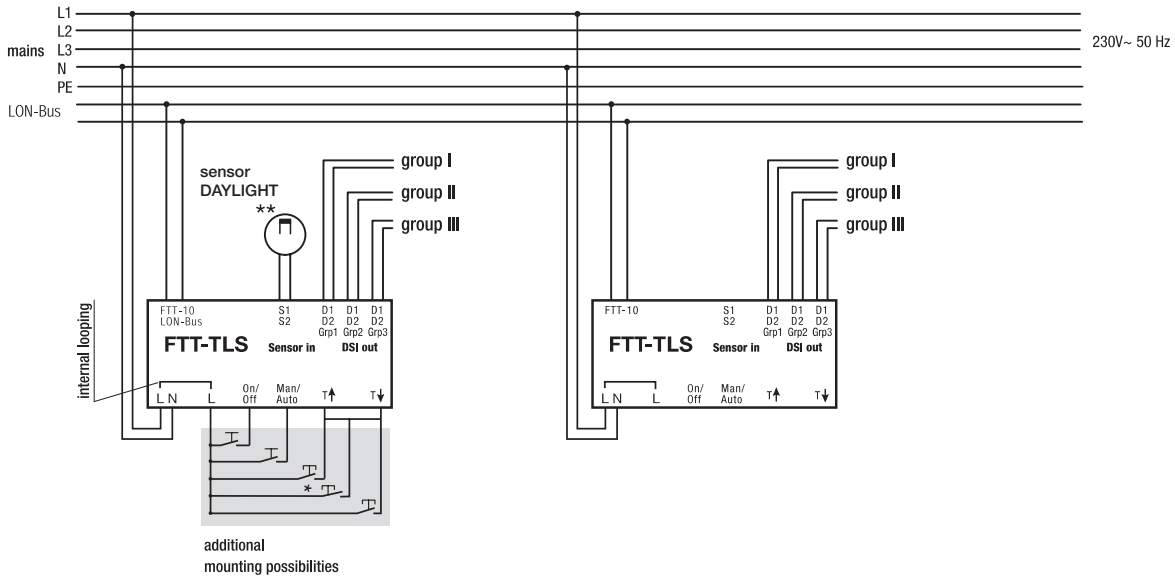 L1
L2
mains L3
N
PE
LON-Bus
230V~ 50 Hz
sensor
DAYLIGHT
**
group I
group II
group III
group I
group II
group III
internal looping
FTT-10
LON-Bus
S1
S2
D1
D2
Grp1
D1
D2
Grp2
D1
D2
Grp3
FTT-TLS
Sensor in
DSI out
L N
L
On/
Off
Man/
Auto
T
T
FTT-10
S1
S2
D1
D2
Grp1
D1
D2
Grp2
D1
D2
Grp3
FTT-TLS
Sensor in
DSI out
L N
L
On/
Off
Man/
Auto
T
T
*
additional
mounting possibilities